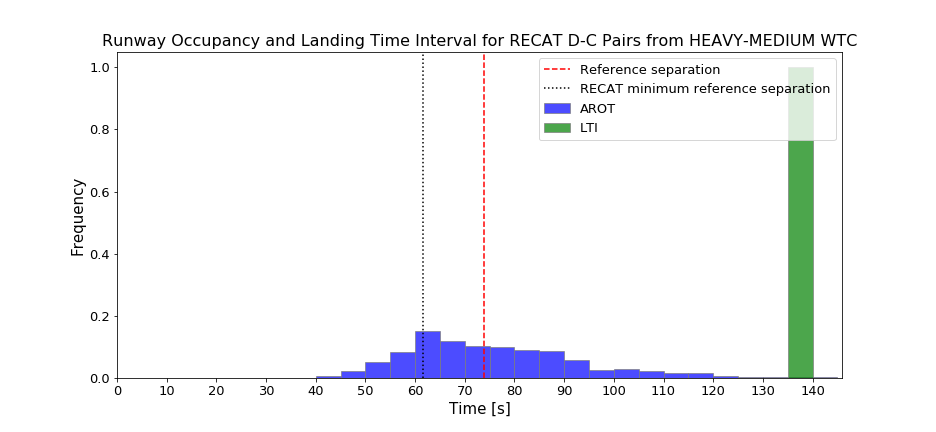 Runway Occupancy and Landing Time Interval for RECAT D-C Pairs from HEAVY-MEDIUM WTC
Reference separation
RECAT minimum reference separation
AROT
LTI
Frequency
1.0
0.8
0.6
0.4
0.2
0.0
0 10 20 30 40 50 60 70 80 90 100 110 120 130 140
Time [s]